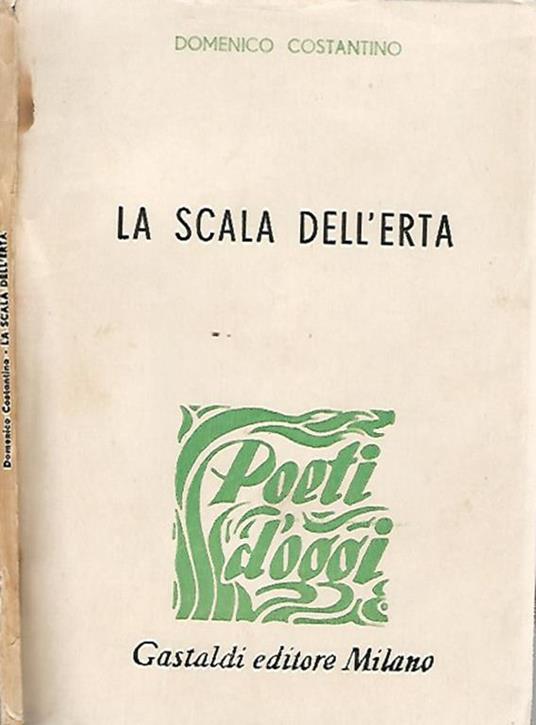 DOMENICO COSTANTINO
LA SCALA DELL'ERTA
Poeti
d'oggi
Gastaldi editore Milano
Domenico Costantino - LA SCALA DELL'ERTA